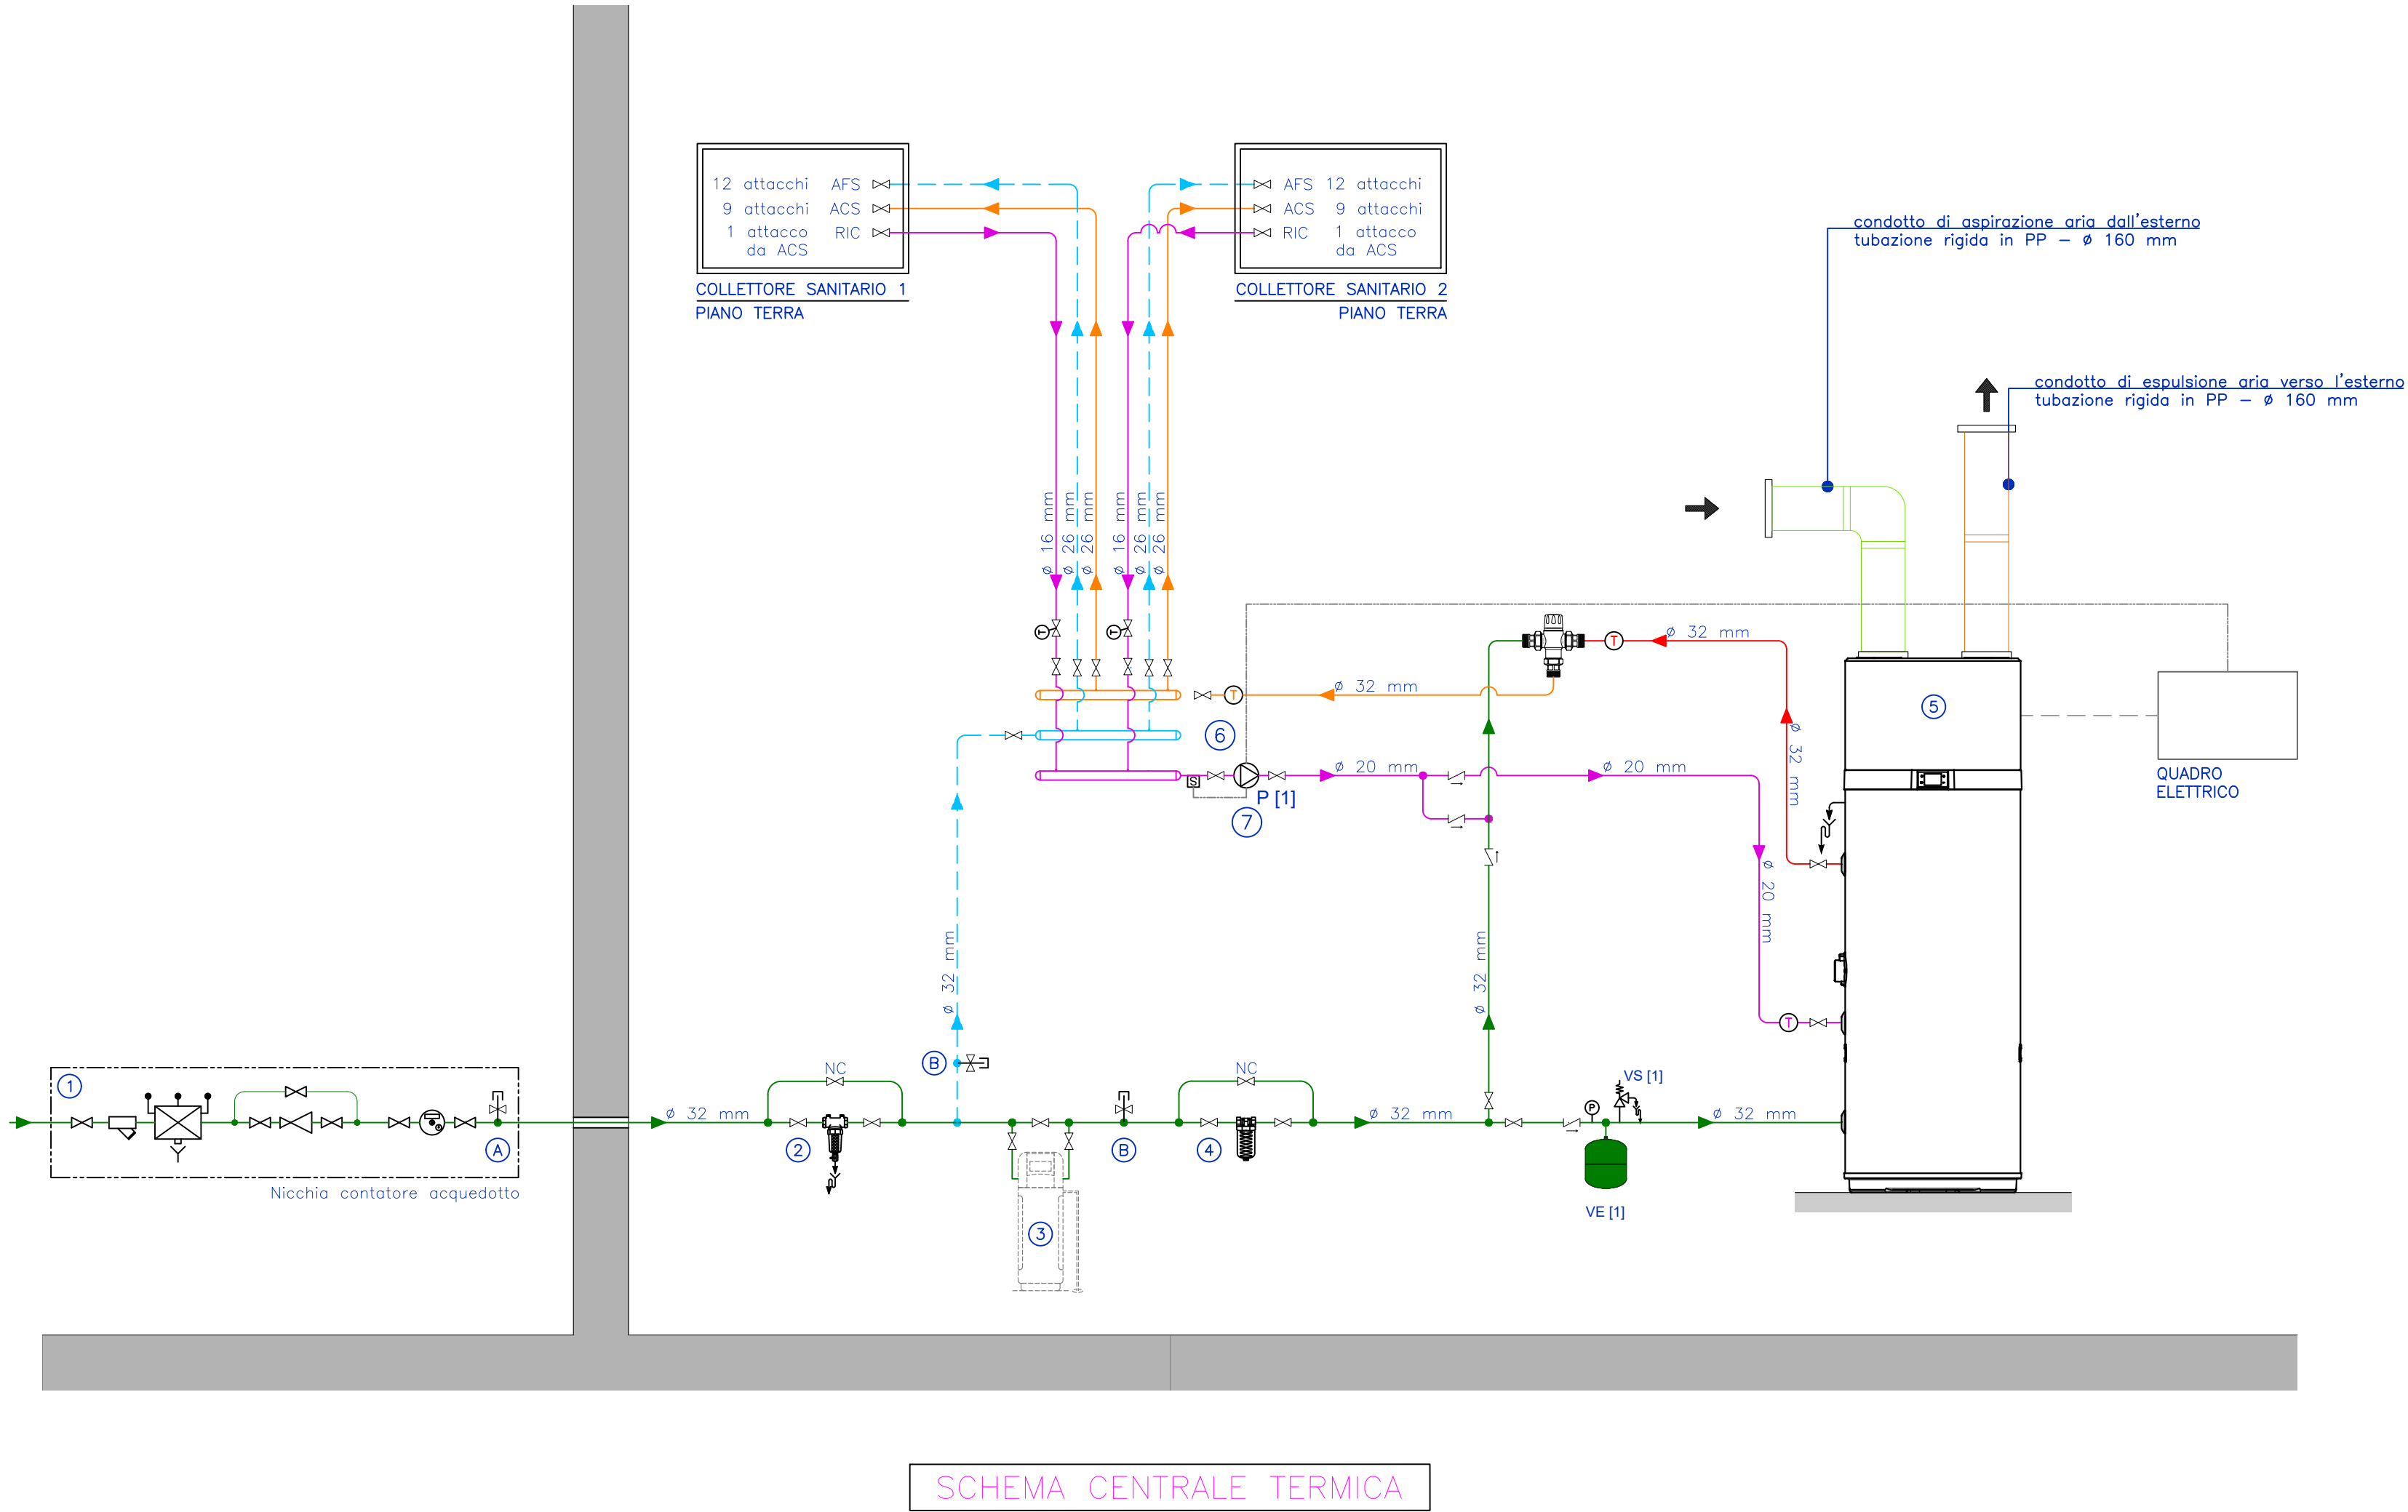 12 attacchi AFS
9 attacchi ACS
1 attacco RIC
da ACS
COLLETTORE SANITARIO 1
PIANO TERRA
AFS 12 attacchi
ACS 9 attacchi
RIC 1 attacco
da ACS
COLLETTORE SANITARIO 2
PIANO TERRA
condotto di aspirazione aria dall'esterno
tubazione rigida in PP – ø 160 mm
condotto di espulsione aria verso l'esterno
tubazione rigida in PP – ø 160 mm
ø 16 mm
ø 26 mm
ø 26 mm
ø 16 mm
ø 26 mm
ø 26 mm
T
T
T
ø 32 mm
T
ø 32 mm
5
6
ø 32 mm
S
P [1]
7
ø 20 mm
ø 20 mm
QUADRO
ELETTRICO
ø 20 mm
ø 32 mm
ø 32 mm
T
1
A
Nicchia contatore acquedotto
ø 32 mm
NC
2
B
3
B
NC
4
ø 32 mm
P
VS [1]
VE [1]
ø 32 mm
SCHEMA CENTRALE TERMICA